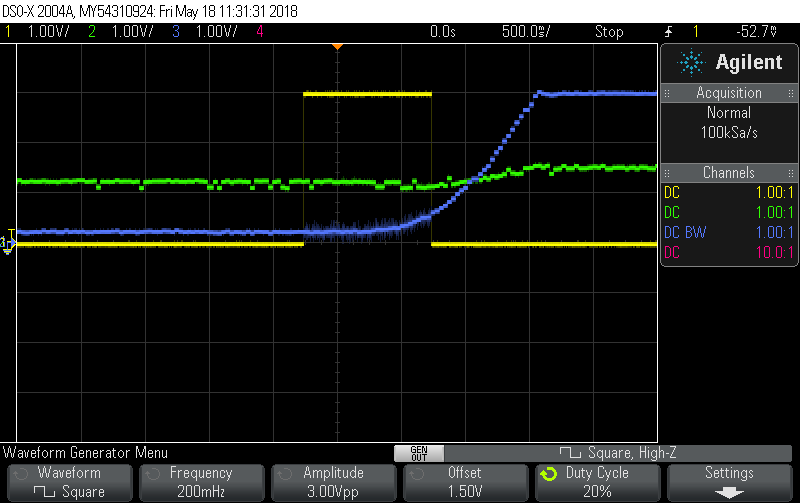 DSO-X 2004A, MY54310924: Fri May 18 11:31:31 2018
1 1.00V/ 2 1.00V/ 3 1.00V/ 4 0.0s 500.0s/ Stop 1 -52.7V
Agilent
Acquisition
Normal
100kSa/s
Channels
DC 1.00:1
DC 1.00:1
DC BW 1.00:1
DC 10.0:1
Waveform Generator Menu
GEN OUT
Square, High-Z
Waveform
Square
Frequency
200mHz
Amplitude
3.00Vpp
Offset
1.50V
Duty Cycle
20%
Settings